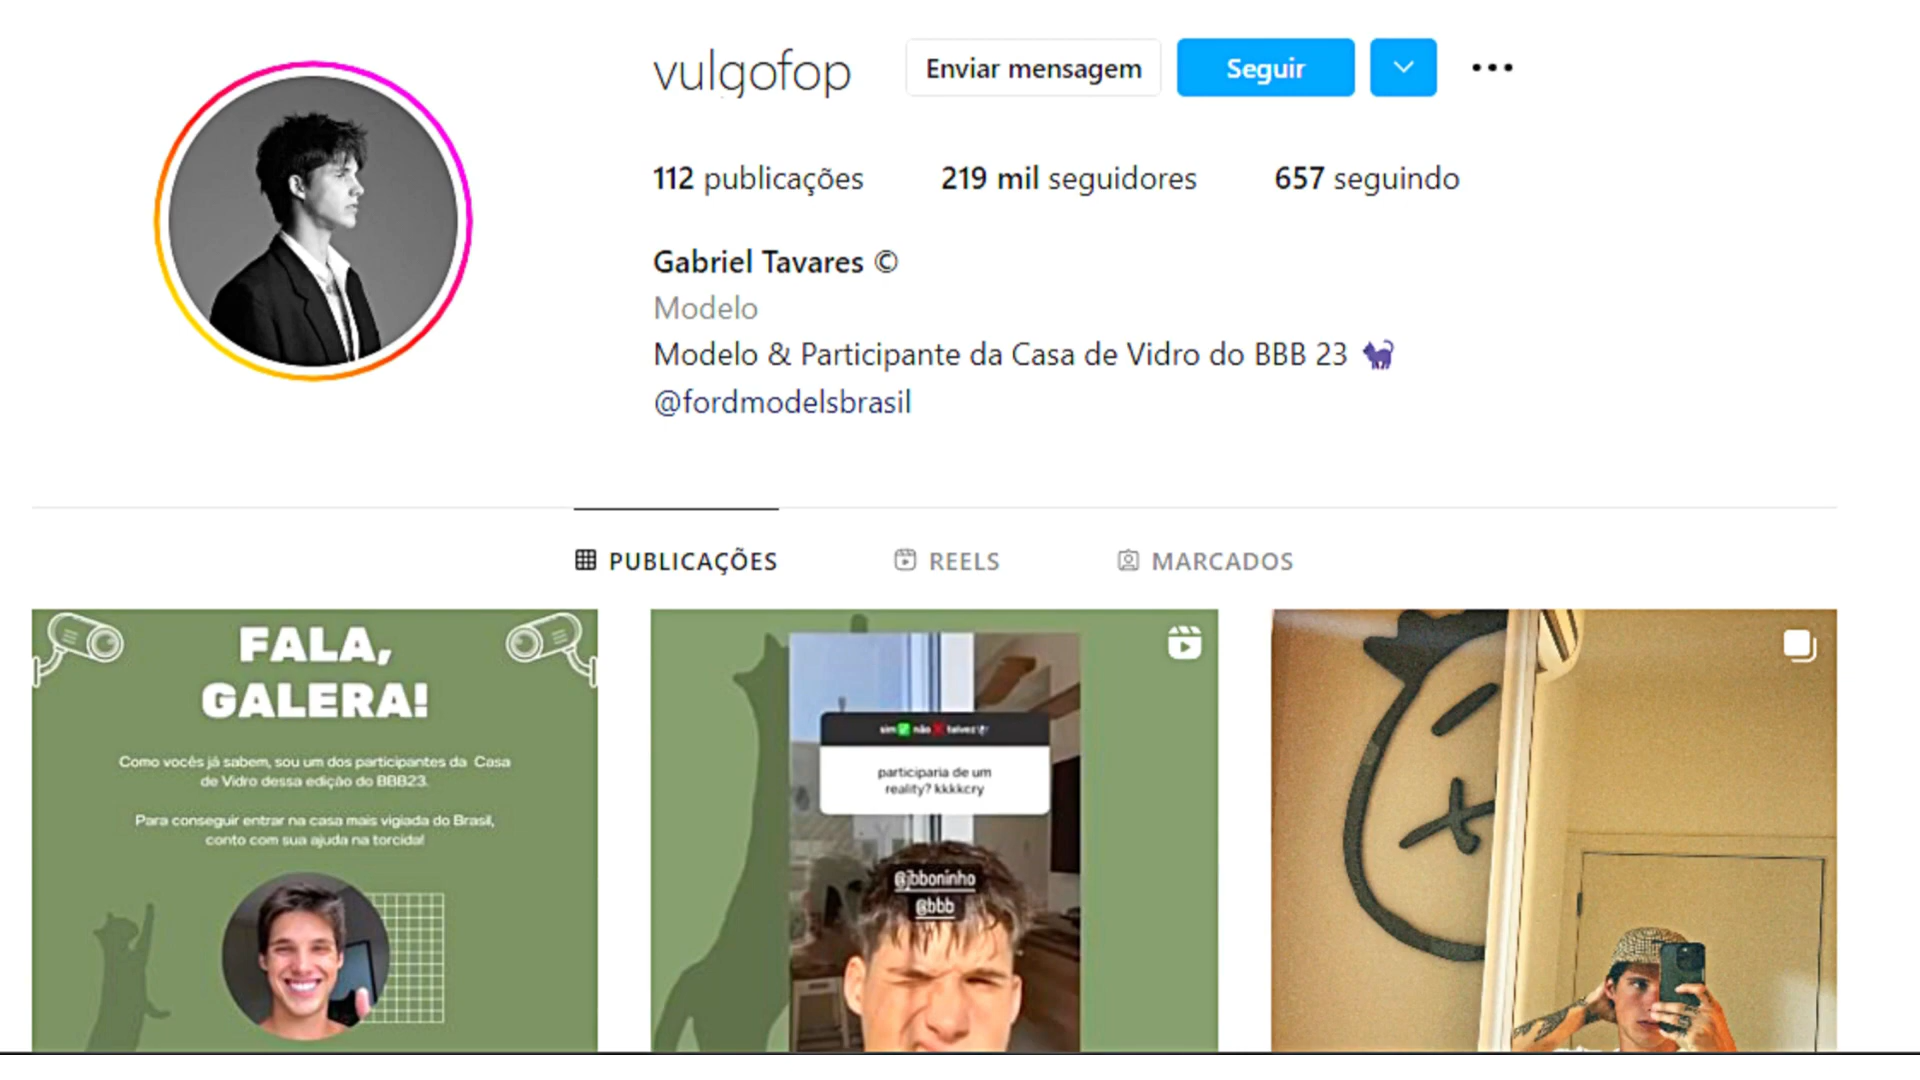 vulgofop
Enviar mensagem
Seguir
112 publicações
219 mil seguidores
657 seguindo
Gabriel Tavares ©
Modelo
Modelo & Participante da Casa de Vidro do BBB 23 🐈‍⬛
@fordmodelsbrasil
PUBLICAÇÕES
REELS
MARCADOS
FALA,
GALERA!
Como vocês já sabem, sou um dos participantes da Casa
de Vidro dessa edição do BBB23.
Para conseguir entrar na casa mais vigiada do Brasil,
conto com sua ajuda na torcida!
sim✅ não❌ talvez
participaria de um
reality? kkkkcry
@jbboninho
@bbb